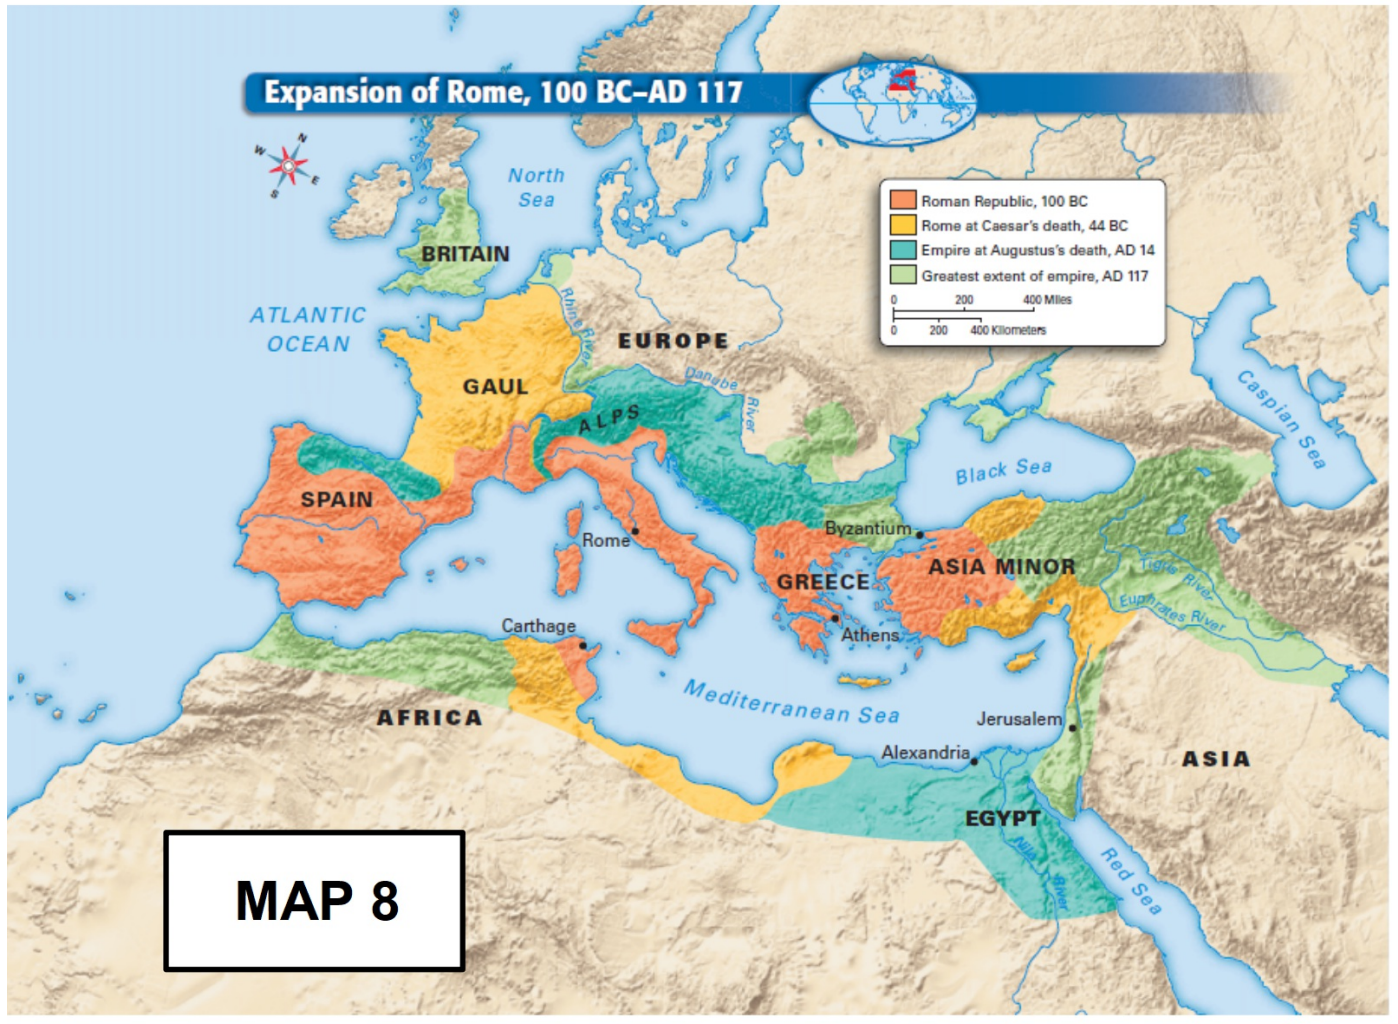 Expansion of Rome, 100 BC–AD 117
N
W
E
S
North
Sea
Roman Republic, 100 BC
Rome at Caesar's death, 44 BC
Empire at Augustus's death, AD 14
Greatest extent of empire, AD 117
0 200 400 Miles
0 200 400 Kilometers
BRITAIN
ATLANTIC
OCEAN
Rhine River
EUROPE
Danube
River
GAUL
ALPS
Caspian Sea
Black Sea
SPAIN
Rome
Byzantium
GREECE
ASIA MINOR
Tigris River
Euphrates River
Carthage
Athens
Mediterranean Sea
AFRICA
Jerusalem
Alexandria
ASIA
EGYPT
Nile
River
Red Sea
MAP 8